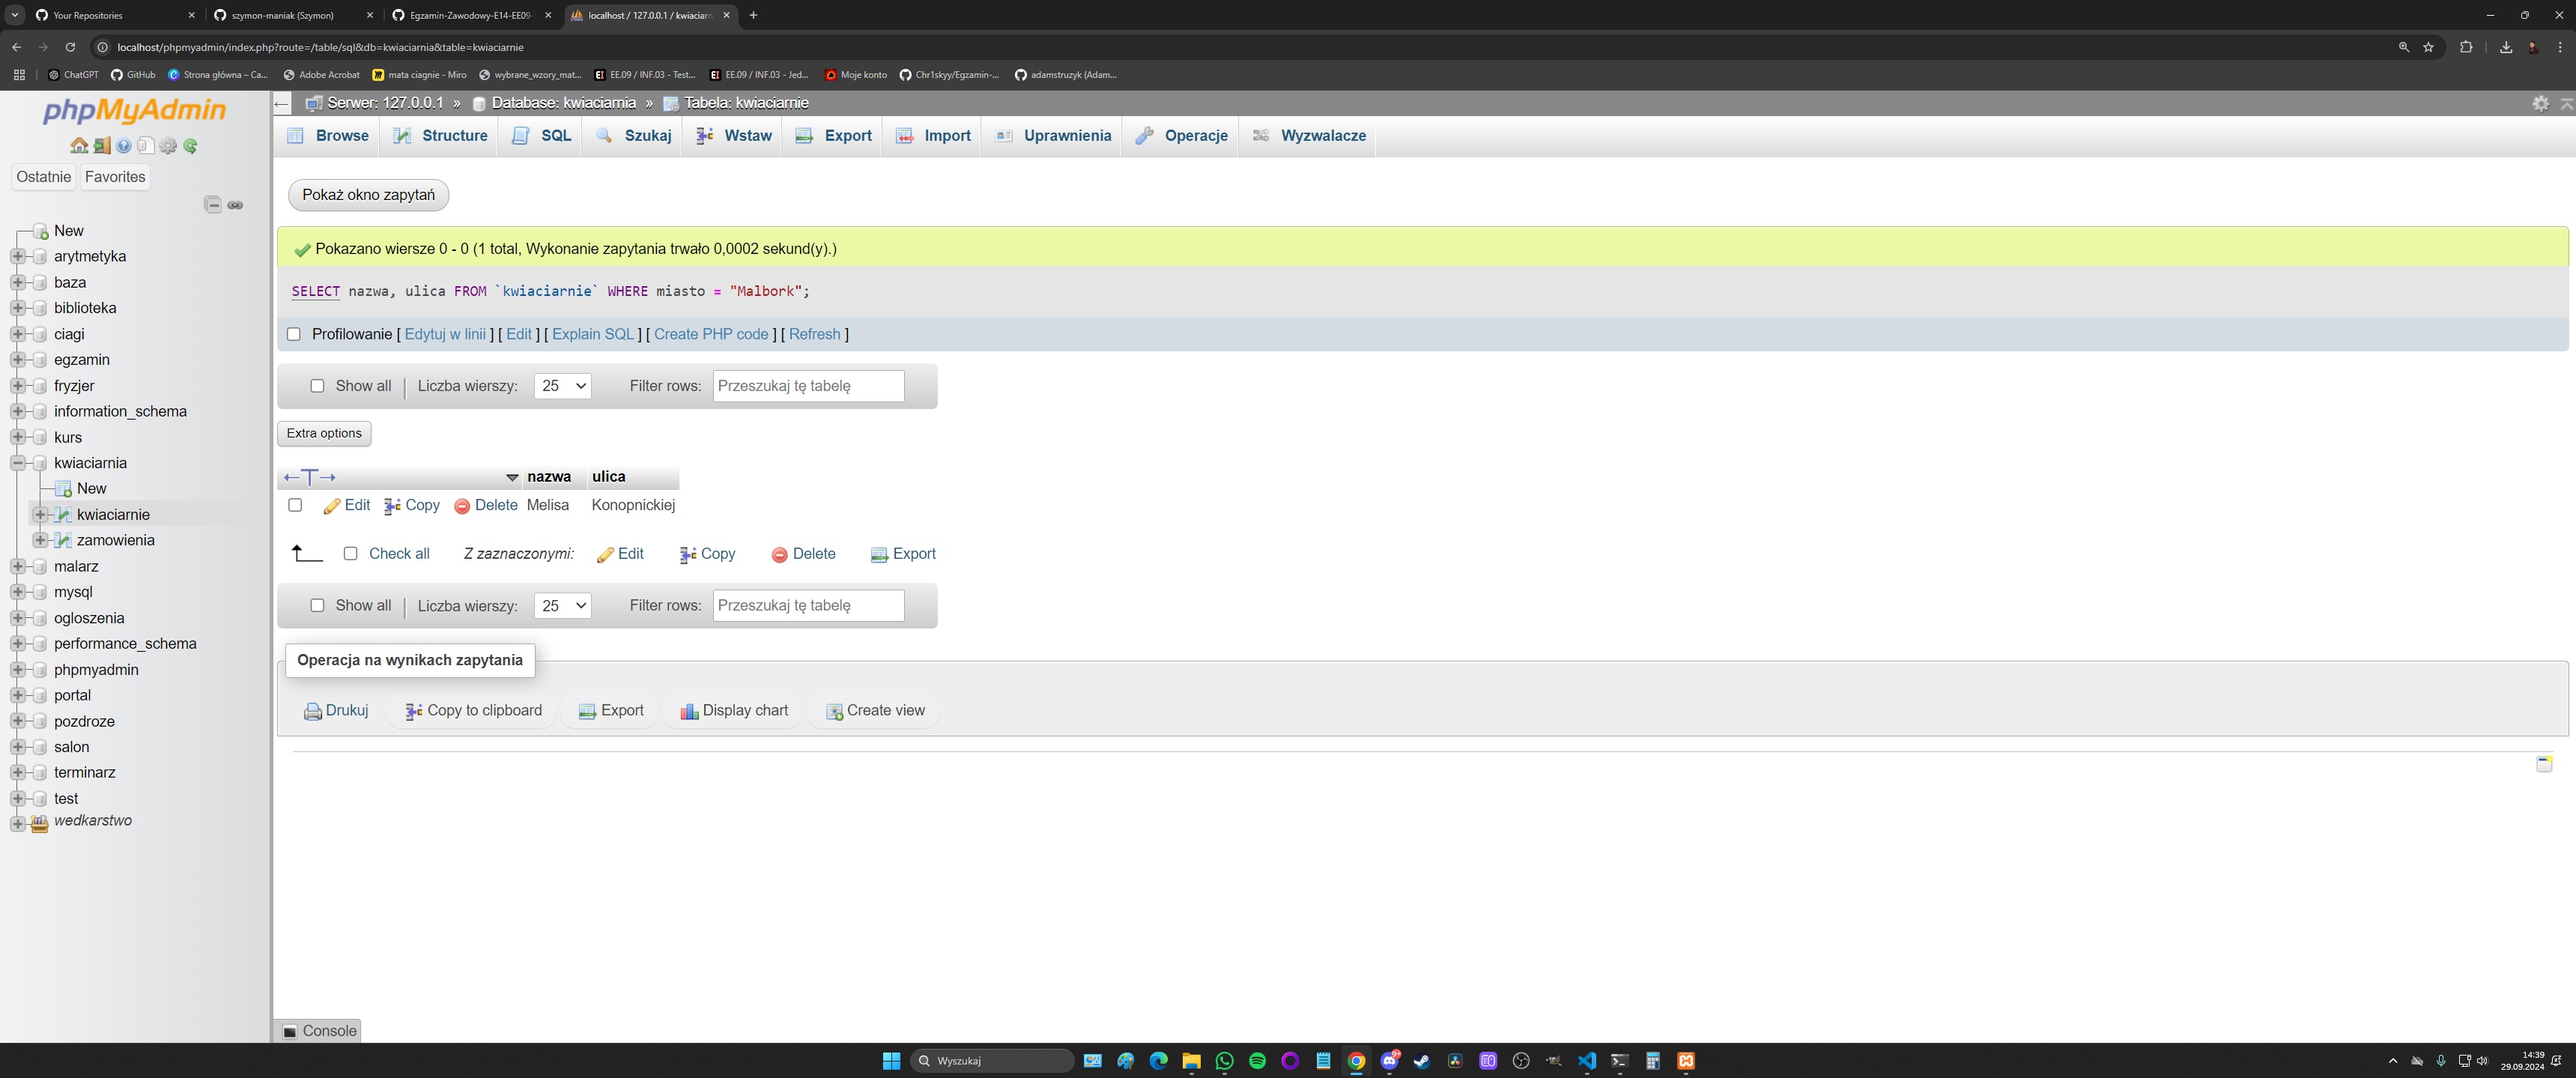 Your Repositories
szymon-maniak (Szymon)
Egzamin-Zawodowy-E14-EE09-
localhost / 127.0.0.1 / kwiaciarn
localhost/phpmyadmin/index.php?route=/table/sql&db=kwiaciarnia&table=kwiaciarnie
ChatGPT GitHub Strona główna – Ca... Adobe Acrobat mata ciagnie - Miro wybrane_wzory_mat... EE.09 / INF.03 - Test... EE.09 / INF.03 - Jed... Moje konto Chr1skyy/Egzamin-... adamstruzyk (Adam...
phpMyAdmin
Ostatnie Favorites
New
arytmetyka
baza
biblioteka
ciagi
egzamin
fryzjer
information_schema
kurs
kwiaciarnia
New
kwiaciarnie
zamowienia
malarz
mysql
ogloszenia
performance_schema
phpmyadmin
portal
pozdroze
salon
terminarz
test
wedkarstwo
Serwer: 127.0.0.1 » Database: kwiaciarnia » Tabela: kwiaciarnie
Browse Structure SQL Szukaj Wstaw Export Import Uprawnienia Operacje Wyzwalacze
Pokaż okno zapytań
Pokazano wiersze 0 - 0 (1 total, Wykonanie zapytania trwało 0,0002 sekund(y).)
SELECT nazwa, ulica FROM `kwiaciarnie` WHERE miasto = "Malbork";
Profilowanie [ Edytuj w linii ] [ Edit ] [ Explain SQL ] [ Create PHP code ] [ Refresh ]
Show all | Liczba wierszy: 25 Filter rows: Przeszukaj tę tabelę
Extra options
nazwa ulica
Edit Copy Delete Melisa Konopnickiej
Check all Z zaznaczonymi: Edit Copy Delete Export
Show all | Liczba wierszy: 25 Filter rows: Przeszukaj tę tabelę
Operacja na wynikach zapytania
Drukuj Copy to clipboard Export Display chart Create view
Console
Wyszukaj
14:39
29.09.2024